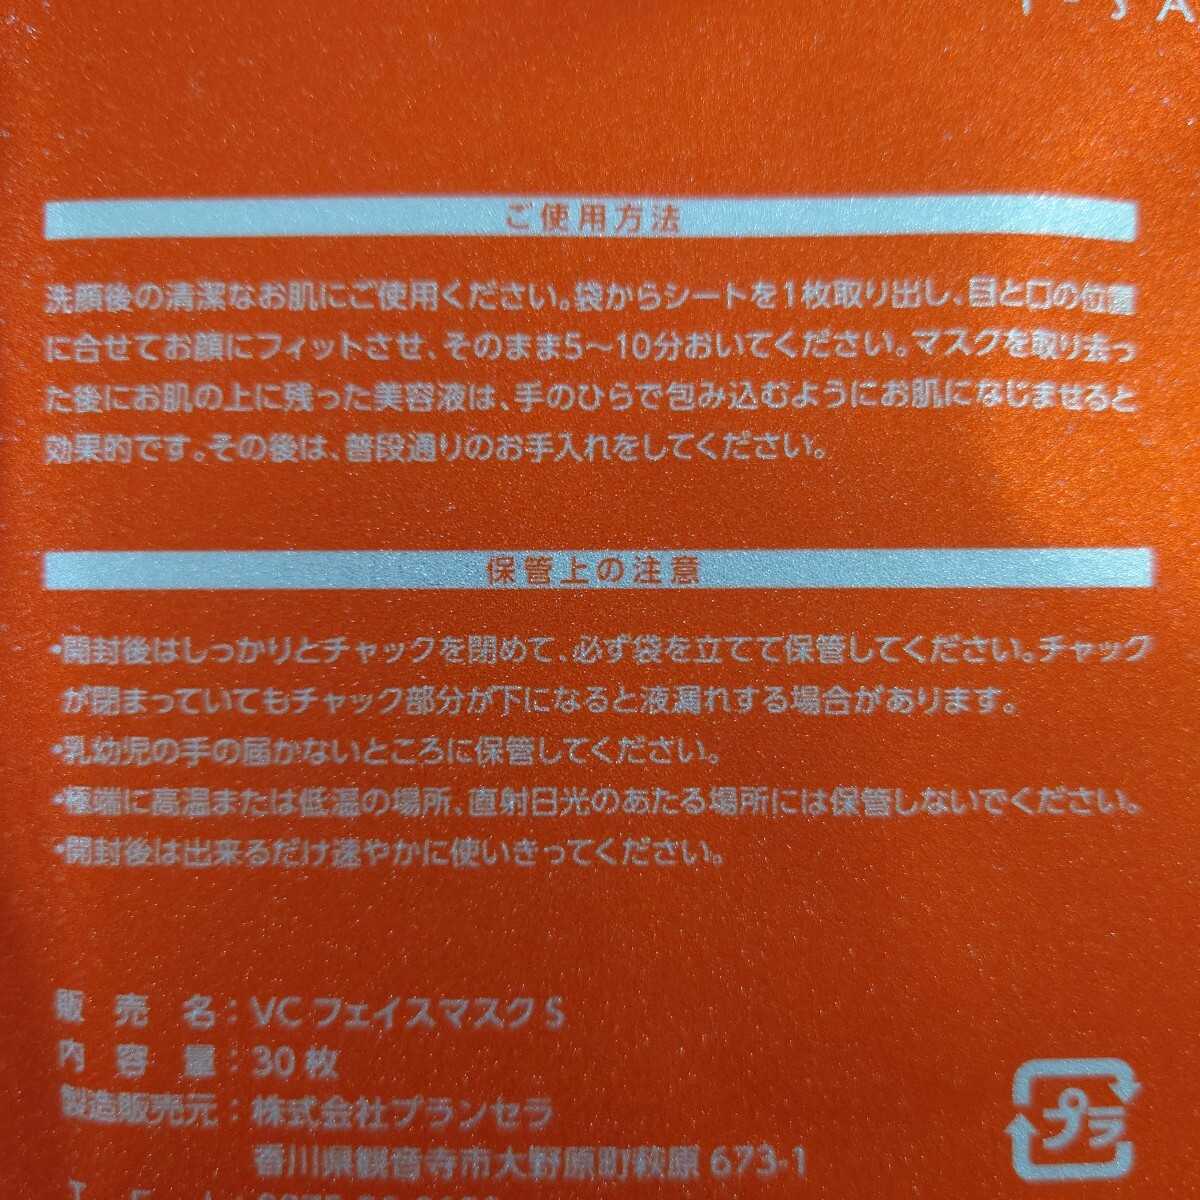 ご使用方法
洗顔後の清潔なお肌にご使用ください。袋からシートを1枚取り出し、目と口の位置
に合せてお顔にフィットさせ、そのまま5〜10分おいてください。マスクを取り去っ
た後にお肌の上に残った美容液は、手のひらで包み込むようにお肌になじませると
効果的です。その後は、普段通りのお手入れをしてください。
保管上の注意
・開封後はしっかりとチャックを閉めて、必ず袋を立てて保管してください。チャック
が閉まっていてもチャック部分が下になると液漏れする場合があります。
・乳幼児の手の届かないところに保管してください。
・極端に高温または低温の場所、直射日光のあたる場所には保管しないでください。
・開封後は出来るだけ速やかに使いきってください。
販売名：VCフェイスマスクS
内容量：30枚
製造販売元：株式会社プランセラ
香川県観音寺市大野原町萩原673-1
プラ